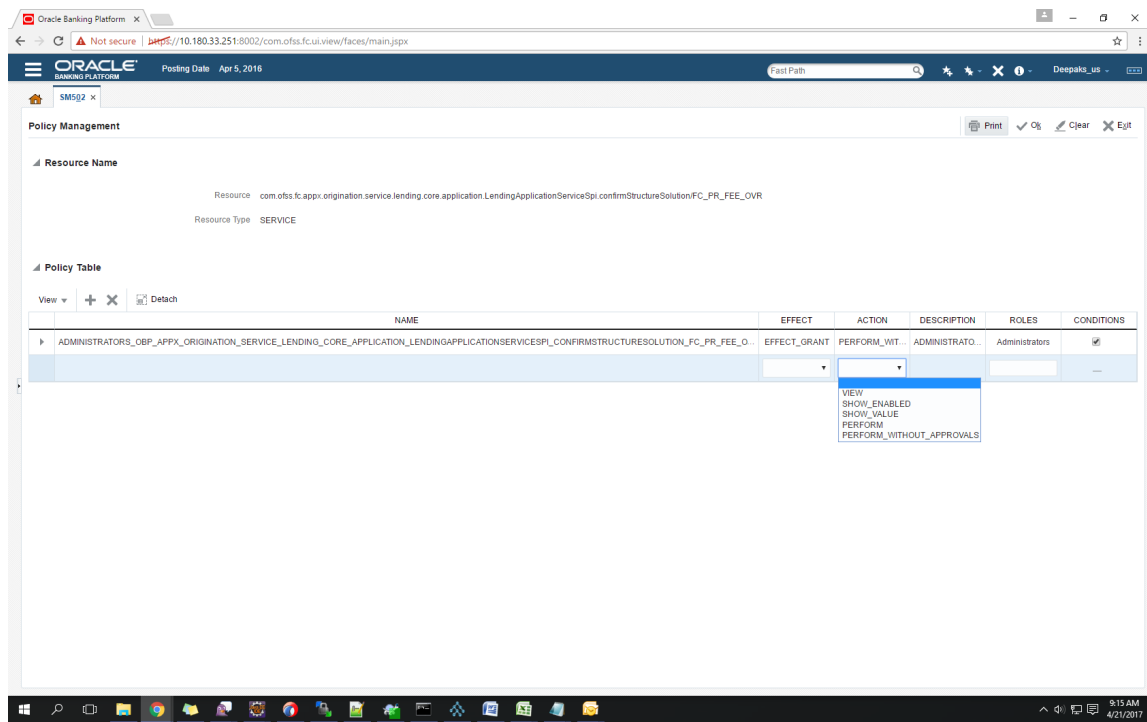 Oracle Banking Platform
Not secure | https://10.180.33.251:8002/com.ofss.fc.ui.view/faces/main.jspx
ORACLE
BANKING PLATFORM
Posting Date Apr 5, 2016
Fast Path
Deepaks_us
SM502
Policy Management
Print Ok Clear Exit
Resource Name
Resource com.ofss.fc.appx.origination.service.lending.core.application.LendingApplicationServiceSpi.confirmStructureSolution/FC_PR_FEE_OVR
Resource Type SERVICE
Policy Table
View Detach
NAME EFFECT ACTION DESCRIPTION ROLES CONDITIONS
ADMINISTRATORS_OBP_APPX_ORIGINATION_SERVICE_LENDING_CORE_APPLICATION_LENDINGAPPLICATIONSERVICESPI_CONFIRMSTRUCTURESOLUTION_FC_PR_FEE_O... EFFECT_GRANT PERFORM_WIT... ADMINISTRATO... Administrators
VIEW
SHOW_ENABLED
SHOW_VALUE
PERFORM
PERFORM_WITHOUT_APPROVALS
9:15 AM
4/21/2017